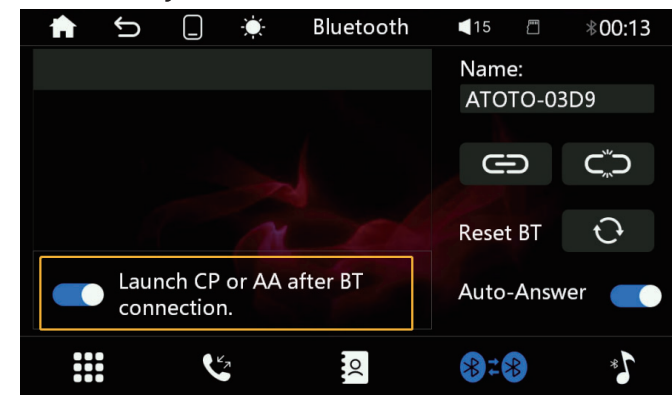 Bluetooth
15
00:13
Name:
ATOTO-03D9
Reset BT
Launch CP or AA after BT
connection.
Auto-Answer